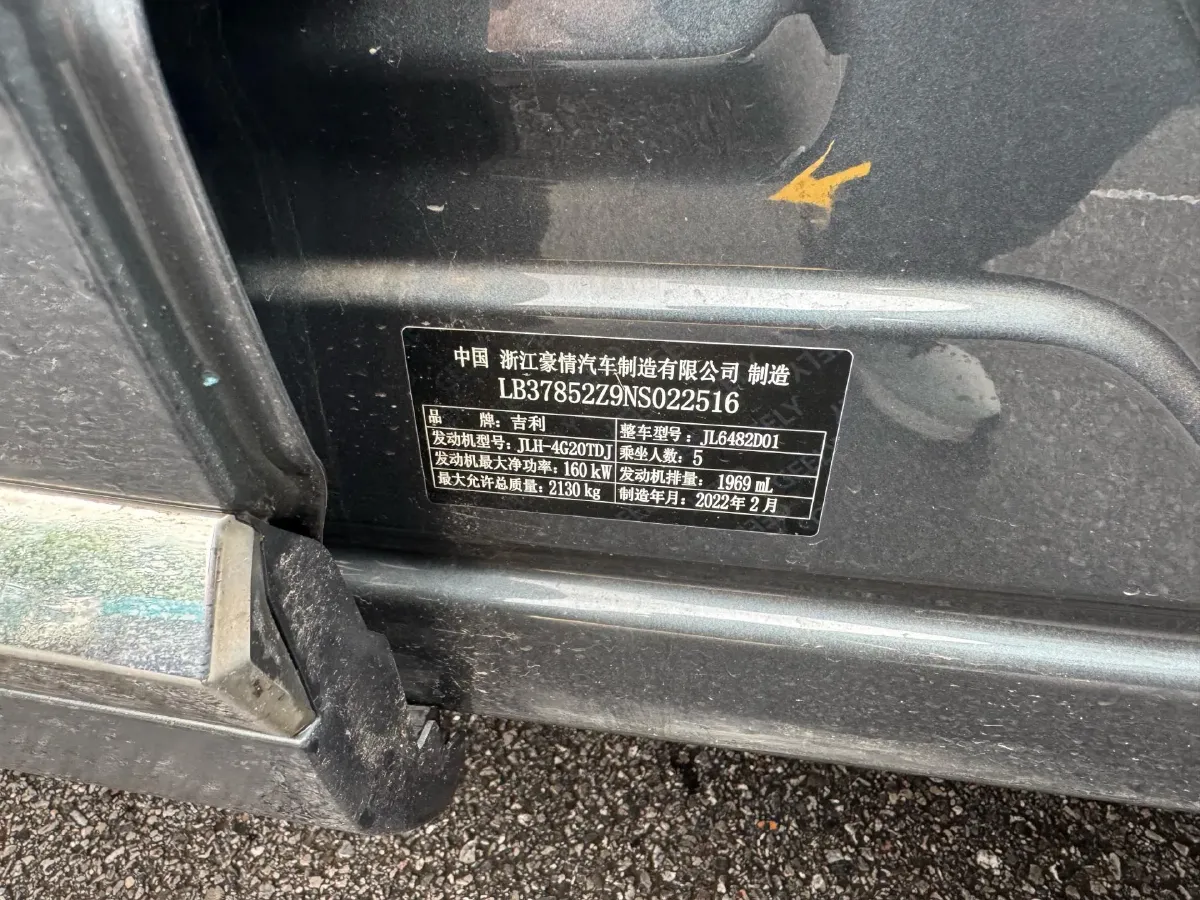 中国 浙江豪情汽车制造有限公司 制造
LB37852Z9NS022516
品 牌：吉利 整车型号：JL6482D01
发动机型号：JLH-4G20TDJ 乘坐人数：5
发动机最大净功率：160 kW 发动机排量：1969 mL
最大允许总质量：2130 kg 制造年月：2022年 2 月
GEELY